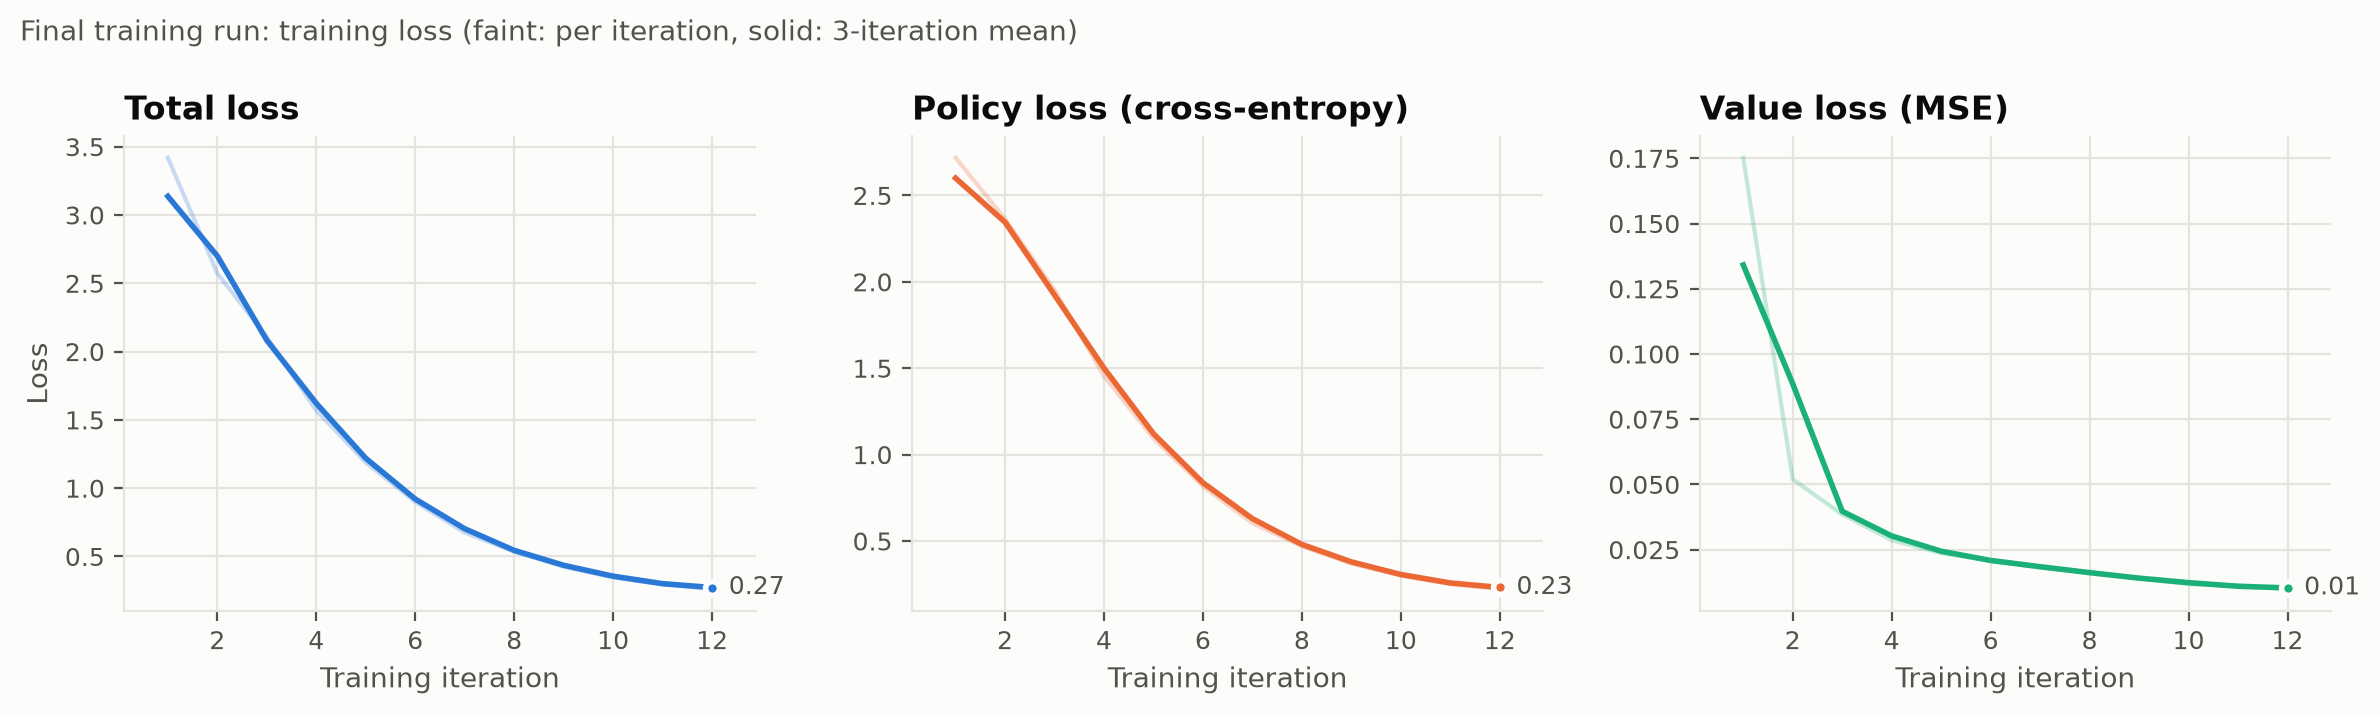 Final training run: training loss (faint: per iteration, solid: 3-iteration mean)
Total loss
Loss
3.5
3.0
2.5
2.0
1.5
1.0
0.5
0.27
2 4 6 8 10 12
Training iteration
Policy loss (cross-entropy)
2.5
2.0
1.5
1.0
0.5
0.23
2 4 6 8 10 12
Training iteration
Value loss (MSE)
0.175
0.150
0.125
0.100
0.075
0.050
0.025
0.01
2 4 6 8 10 12
Training iteration